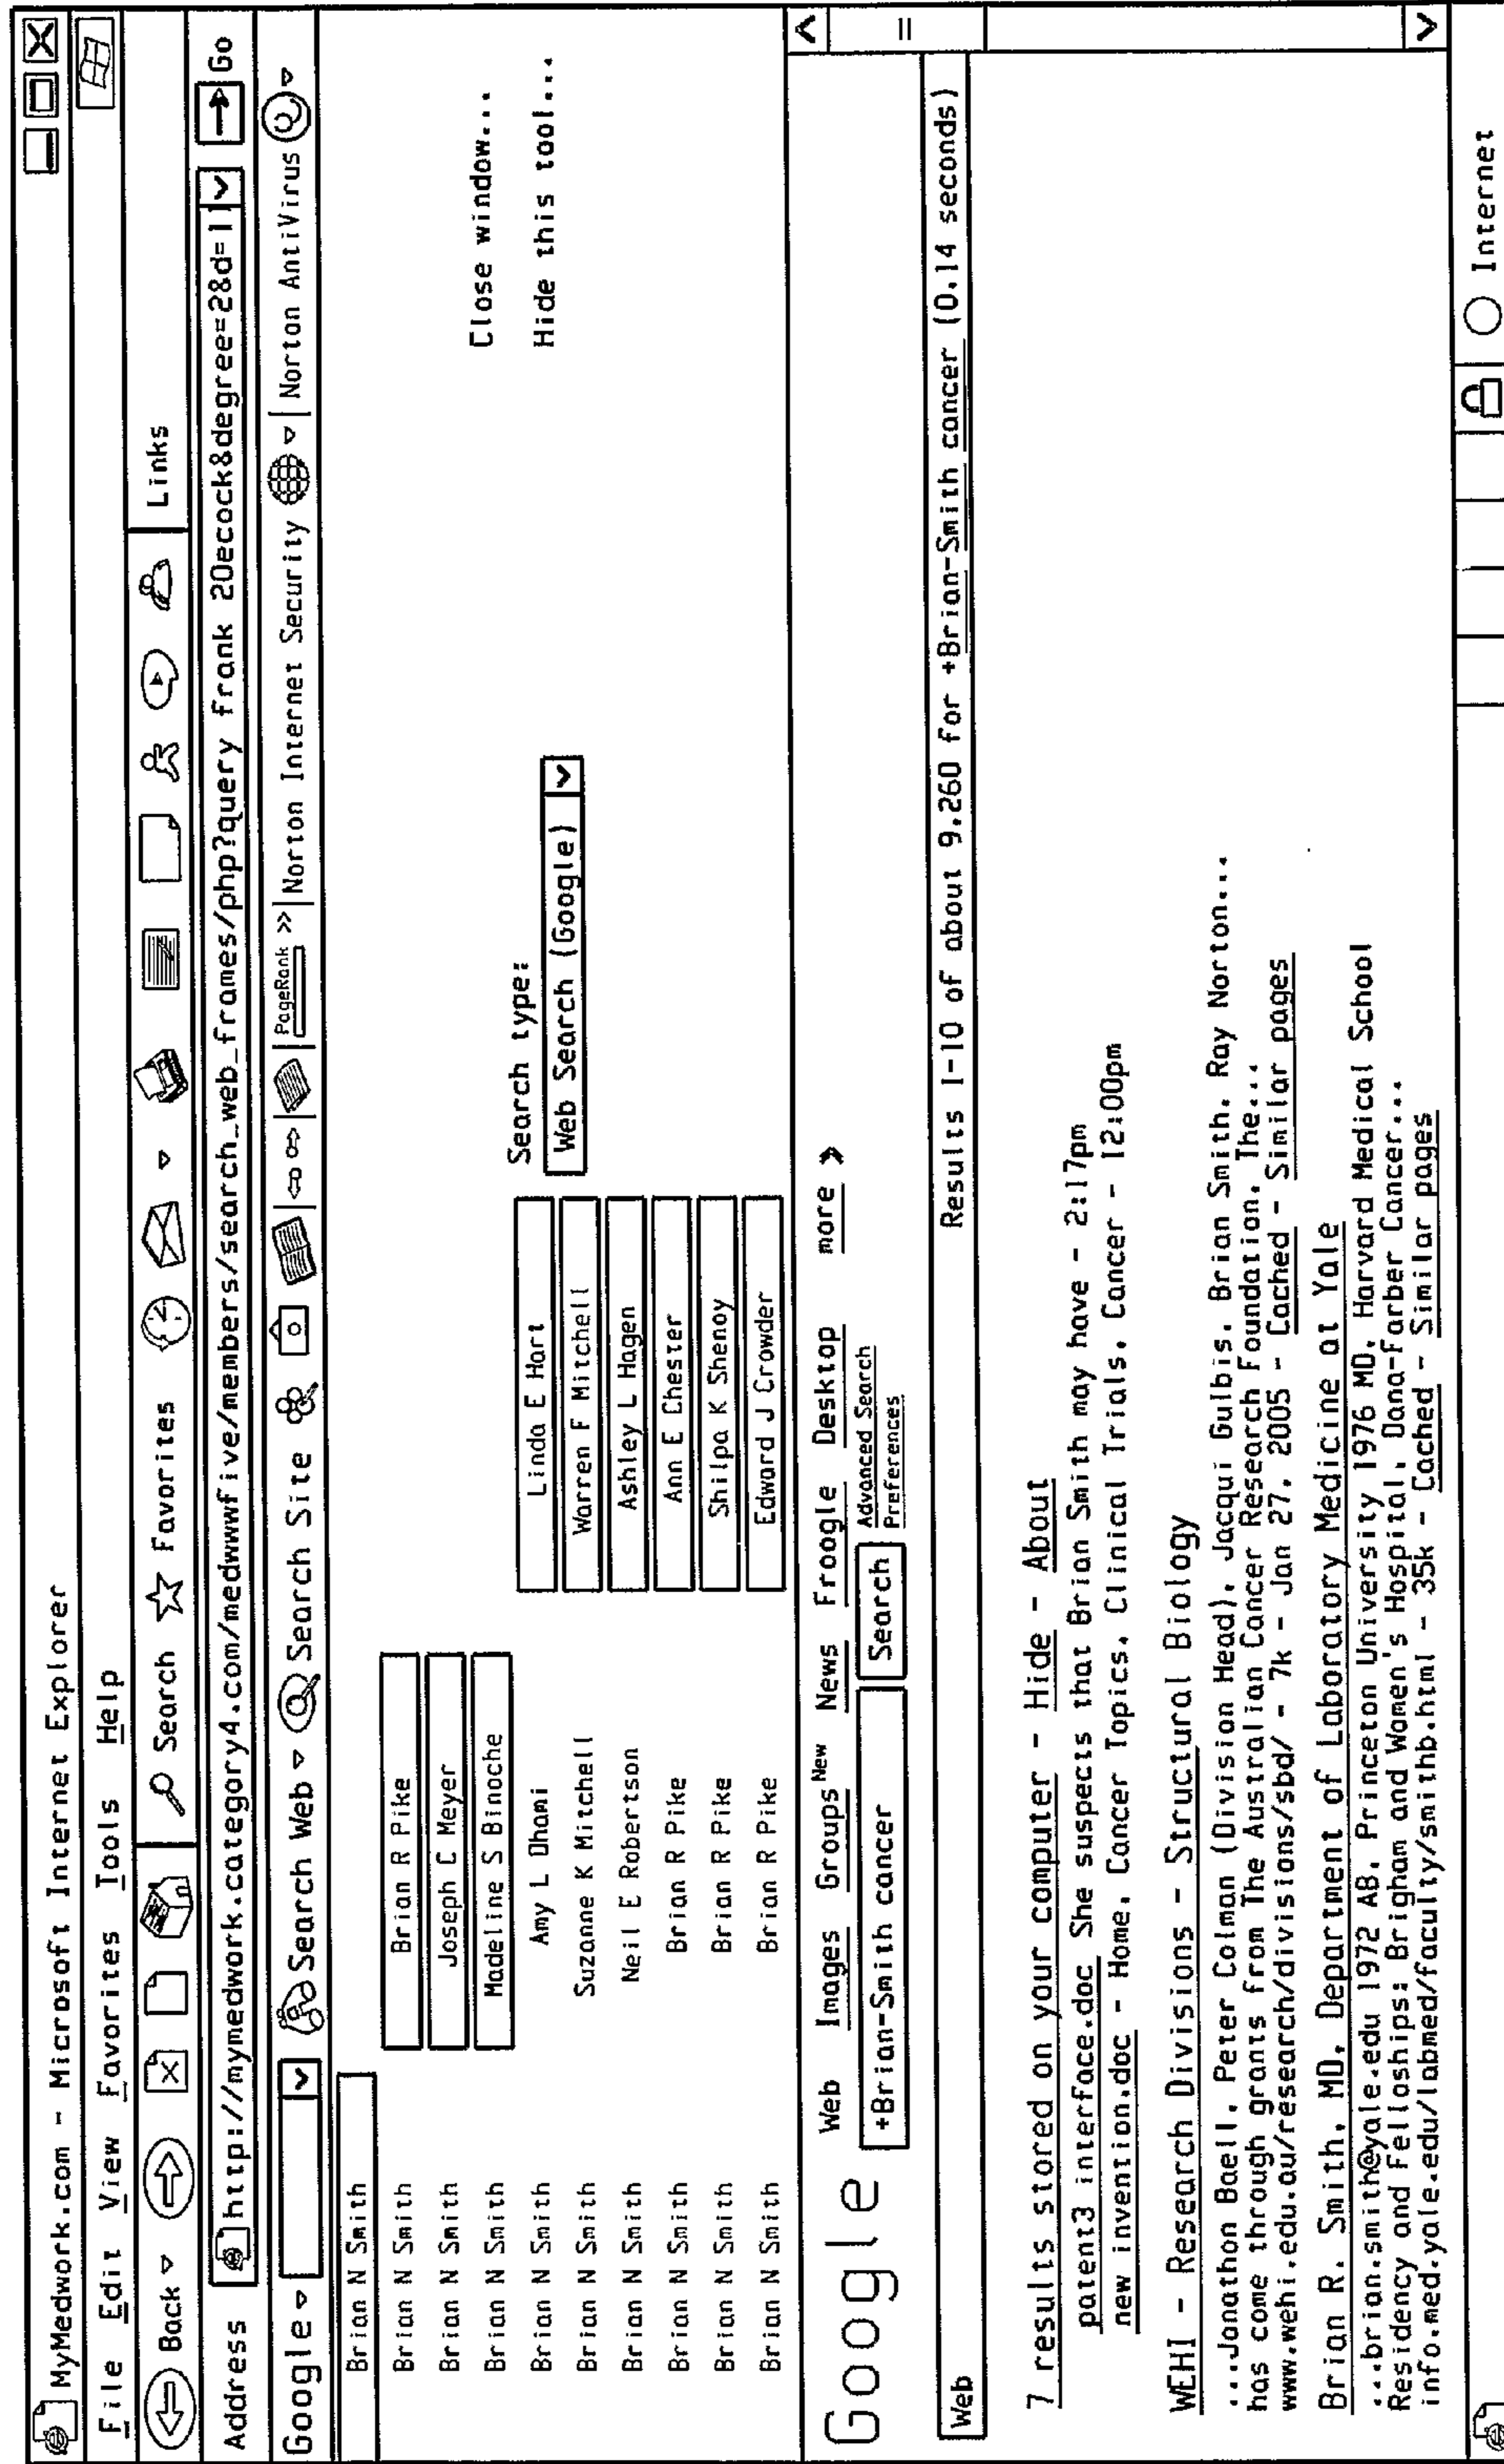 MyMedwork.com - Microsoft Internet Explorer
File Edit View Favorites Tools Help
Back Search Favorites Links
Address http://mymedwork.category4.com/medwwwfive/members/search_web_frames/php?query frank 20ecock&degree=2&d=1] Go
Google Search Web Search Site PageRank >> Norton Internet Security Norton AntiVirus
Brian N Smith
Brian N Smith Brian R Pike
Brian N Smith Joseph C Meyer
Brian N Smith Madeline S Binoche Close window...
Brian N Smith Amy L Dhami Linda E Hart Search type: Hide this tool...
Brian N Smith Suzanne K Mitchell Warren F Mitchell Web Search (Google)
Brian N Smith Neil E Robertson Ashley L Hagen
Brian N Smith Brian R Pike Ann E Chester
Brian N Smith Brian R Pike Shilpa K Shenoy
Brian N Smith Brian R Pike Edward J Crowder
Google Web Images Groups New News Froogle Desktop more »
+Brian-Smith cancer Search Advanced Search
Preferences
Web Results 1-10 of about 9.260 for +Brian-Smith cancer (0.14 seconds)
7 results stored on your computer - Hide - About
patent3 interface.doc She suspects that Brian Smith may have - 2:17pm
new invention.doc - Home, Cancer Topics, Clinical Trials, Cancer - 12:00pm
WEHI - Research Divisions - Structural Biology
...Jonathon Baell, Peter Colman (Division Head), Jacqui Gulbis, Brian Smith, Ray Norton...
has come through grants from The Australian Cancer Research Foundation, The...
www.wehi.edu.au/research/divisions/sbd/ - 7k - Jan 27, 2005 - Cached - Similar pages
Brian R. Smith, MD, Department of Laboratory Medicine at Yale
...brian.smith@yale.edu 1972 AB, Princeton University 1976 MD, Harvard Medical School
Residency and Felloships: Brigham and Women's Hospital, Dana-Farber Cancer...
info.med.yale.edu/labmed/faculty/smithb.html - 35k - Cached - Similar pages
Internet